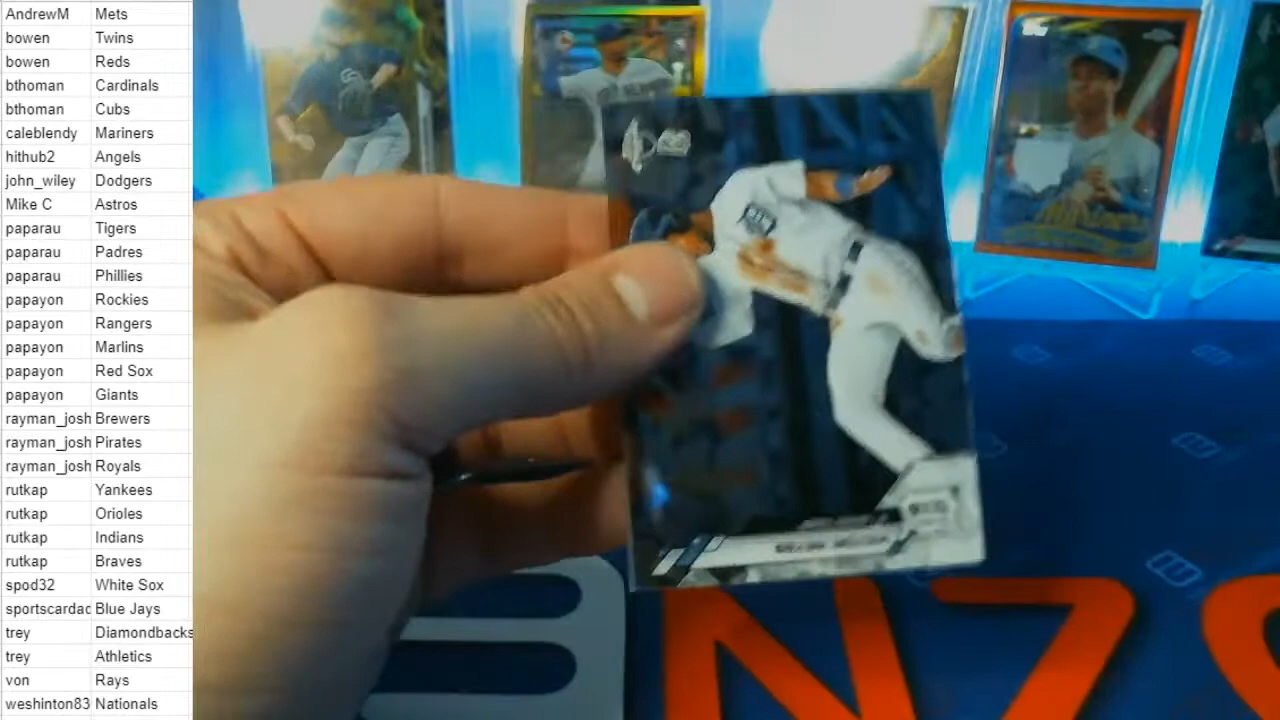 AndrewM Mets
bowen Twins
bowen Reds
bthoman Cardinals
bthoman Cubs
caleblendy Mariners
hithub2 Angels
john_wiley Dodgers
Mike C Astros
paparau Tigers
paparau Padres
paparau Phillies
papayon Rockies
papayon Rangers
papayon Marlins
papayon Red Sox
papayon Giants
rayman_josh Brewers
rayman_josh Pirates
rayman_josh Royals
rutkap Yankees
rutkap Orioles
rutkap Indians
rutkap Braves
spod32 White Sox
sportscardac Blue Jays
trey Diamondbacks
trey Athletics
von Rays
weshinton83 Nationals